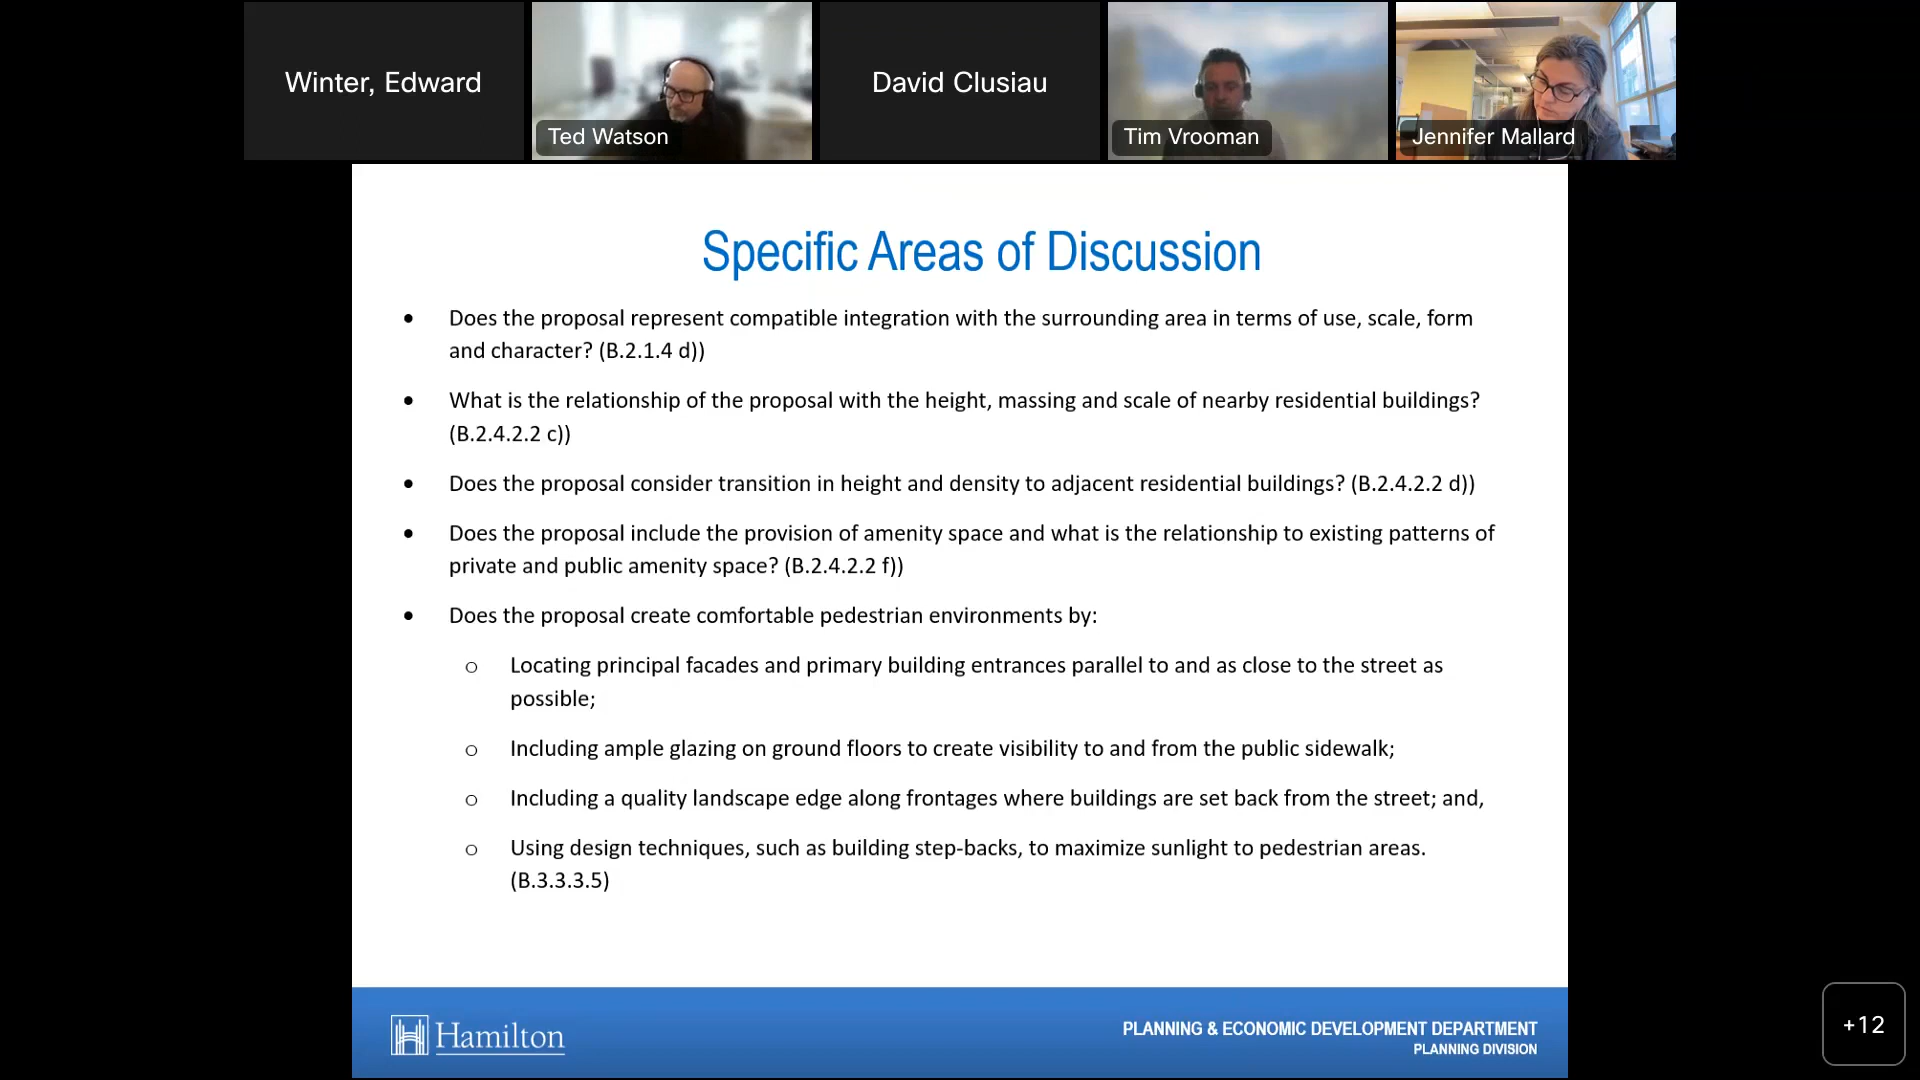 Winter, Edward
Ted Watson
David Clusiau
Tim Vrooman
Jennifer Mallard
Specific Areas of Discussion
• Does the proposal represent compatible integration with the surrounding area in terms of use, scale, form
and character? (B.2.1.4 d))
• What is the relationship of the proposal with the height, massing and scale of nearby residential buildings?
(B.2.4.2.2 c))
• Does the proposal consider transition in height and density to adjacent residential buildings? (B.2.4.2.2 d))
• Does the proposal include the provision of amenity space and what is the relationship to existing patterns of
private and public amenity space? (B.2.4.2.2 f))
• Does the proposal create comfortable pedestrian environments by:
o Locating principal facades and primary building entrances parallel to and as close to the street as
possible;
o Including ample glazing on ground floors to create visibility to and from the public sidewalk;
o Including a quality landscape edge along frontages where buildings are set back from the street; and,
o Using design techniques, such as building step-backs, to maximize sunlight to pedestrian areas.
(B.3.3.3.5)
Hamilton
PLANNING & ECONOMIC DEVELOPMENT DEPARTMENT
PLANNING DIVISION
+12